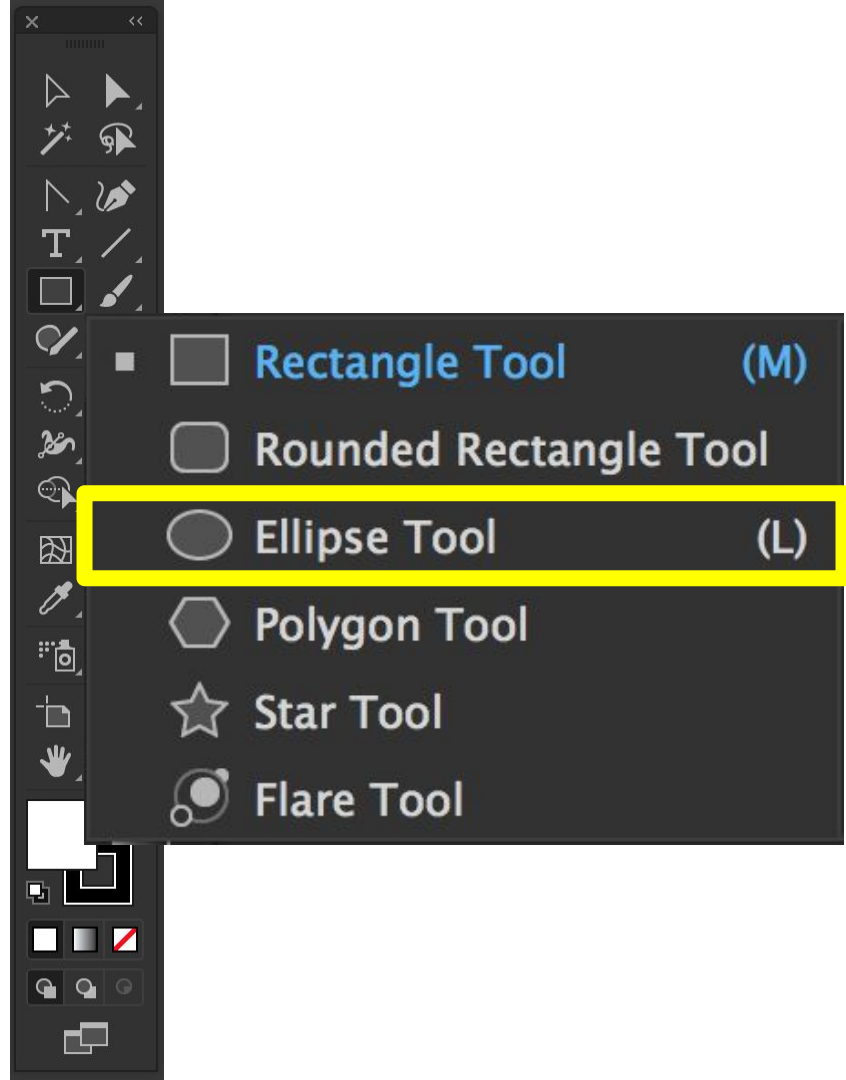 Rectangle Tool (M)
Rounded Rectangle Tool
Ellipse Tool (L)
Polygon Tool
Star Tool
Flare Tool